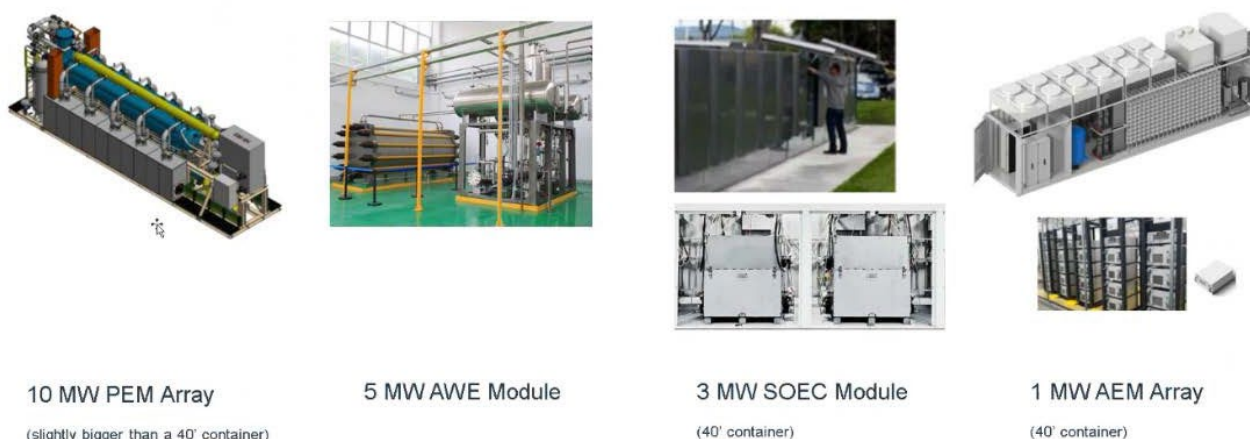 10 MW PEM Array
(slightly bigger than a 40' container)
5 MW AWE Module
3 MW SOEC Module
(40' container)
1 MW AEM Array
(40' container)